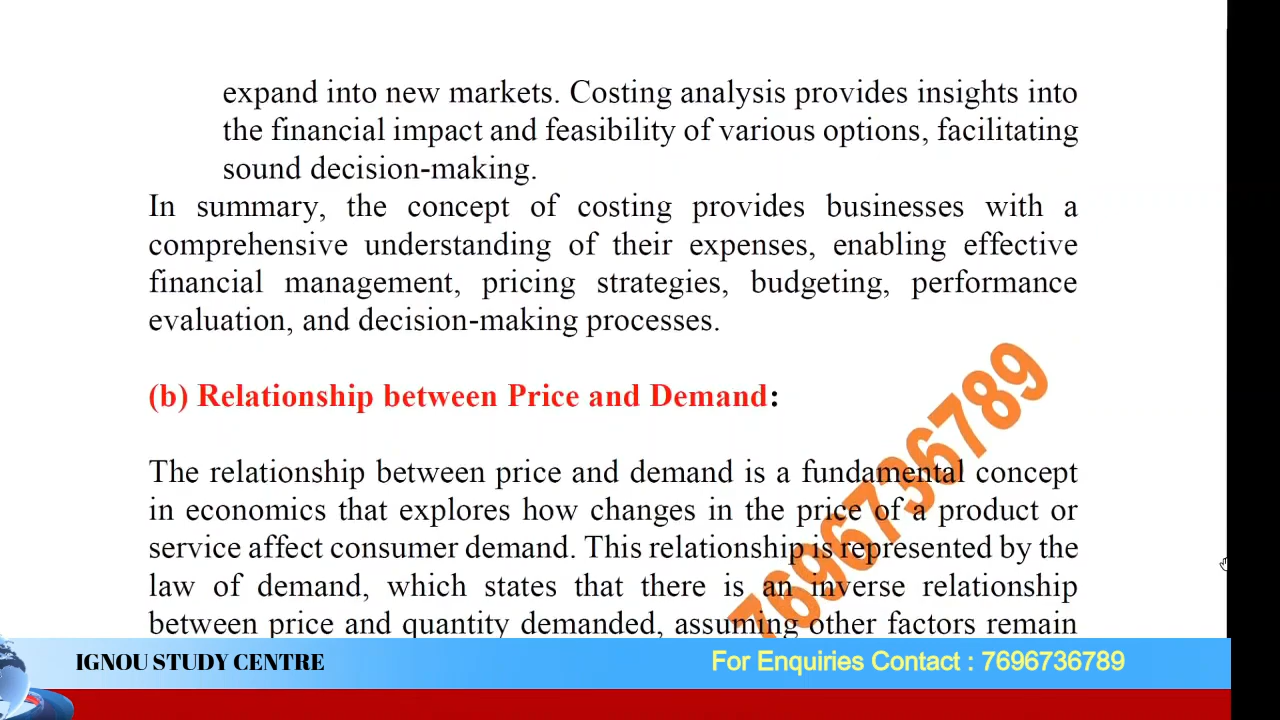 expand into new markets. Costing analysis provides insights into
the financial impact and feasibility of various options, facilitating
sound decision-making.
In summary, the concept of costing provides businesses with a
comprehensive understanding of their expenses, enabling effective
financial management, pricing strategies, budgeting, performance
evaluation, and decision-making processes.
(b) Relationship between Price and Demand:
The relationship between price and demand is a fundamental concept
in economics that explores how changes in the price of a product or
service affect consumer demand. This relationship is represented by the
law of demand, which states that there is an inverse relationship
between price and quantity demanded, assuming other factors remain
7696736789
IGNOU STUDY CENTRE
For Enquiries Contact : 7696736789